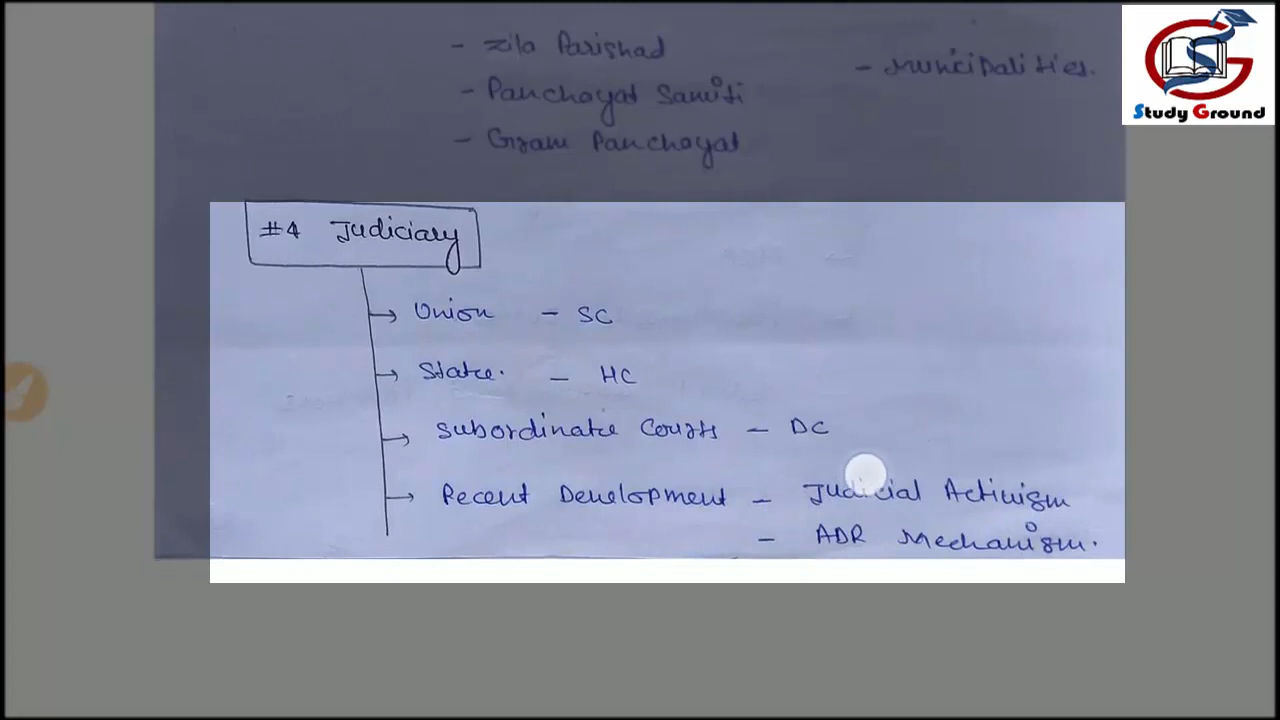 - Zila Parishad
- Muncipalities.
- Panchayat Samiti
- Gram Panchayat
Study Ground
#4 Judiciary
Union - SC
State. - HC
Subordinate Courts - DC
Recent Development - Judicial Activism
- ADR Mechanism.